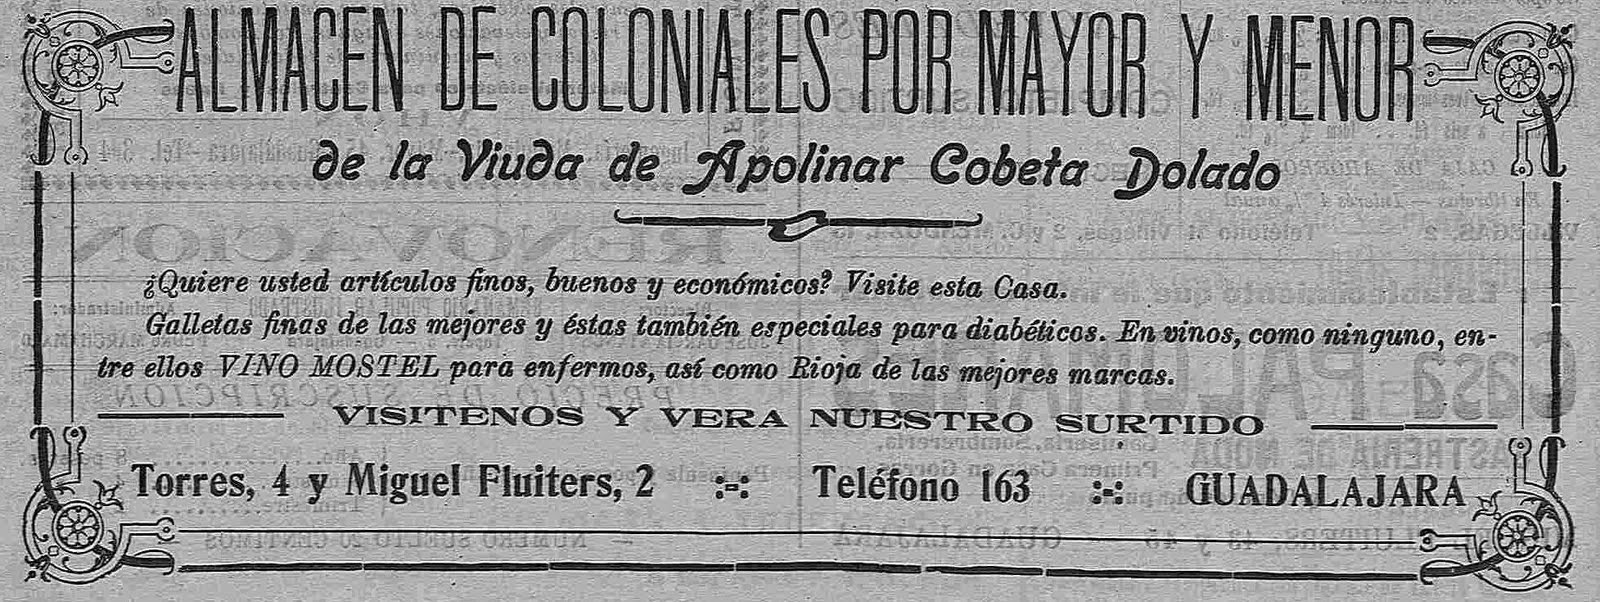 ALMACEN DE COLONIALES POR MAYOR Y MENOR
de la Viuda de Apolinar Cobeta Dolado
¿Quiere usted artículos finos, buenos y económicos? Visite esta Casa.
Galletas finas de las mejores y éstas también especiales para diabéticos. En vinos, como ninguno, en-
tre ellos VINO MOSTEL para enfermos, así como Rioja de las mejores marcas.
VISITENOS Y VERA NUESTRO SURTIDO
Torres, 4 y Miguel Fluiters, 2 :-: Teléfono 163 :-: GUADALAJARA